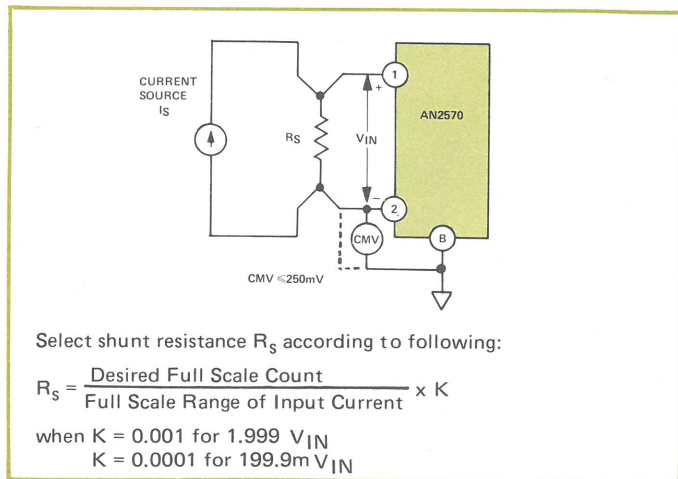 CURRENT
SOURCE
IS
1
+
AN2570
RS
VIN
−
2
CMV
B
CMV ≤250mV
Select shunt resistance RS according to following:
RS = Desired Full Scale Count / Full Scale Range of Input Current x K
when K = 0.001 for 1.999 VIN
K = 0.0001 for 199.9m VIN